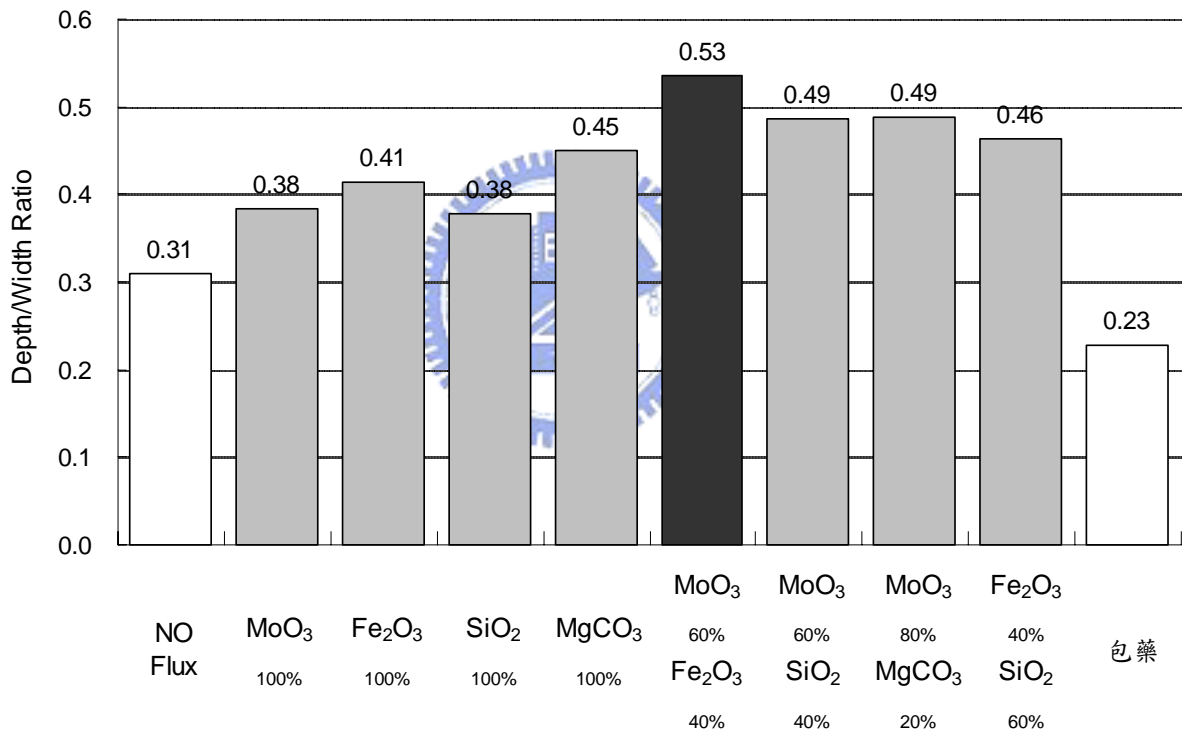 Depth/Width Ratio
0.6
0.5
0.4
0.3
0.2
0.1
0.0
0.31
0.38
0.41
0.38
0.45
0.53
0.49
0.49
0.46
0.23
NO
Flux
MoO₃
100%
Fe₂O₃
100%
SiO₂
100%
MgCO₃
100%
MoO₃
60%
Fe₂O₃
40%
MoO₃
60%
SiO₂
40%
MoO₃
80%
MgCO₃
20%
Fe₂O₃
40%
SiO₂
60%
包藥